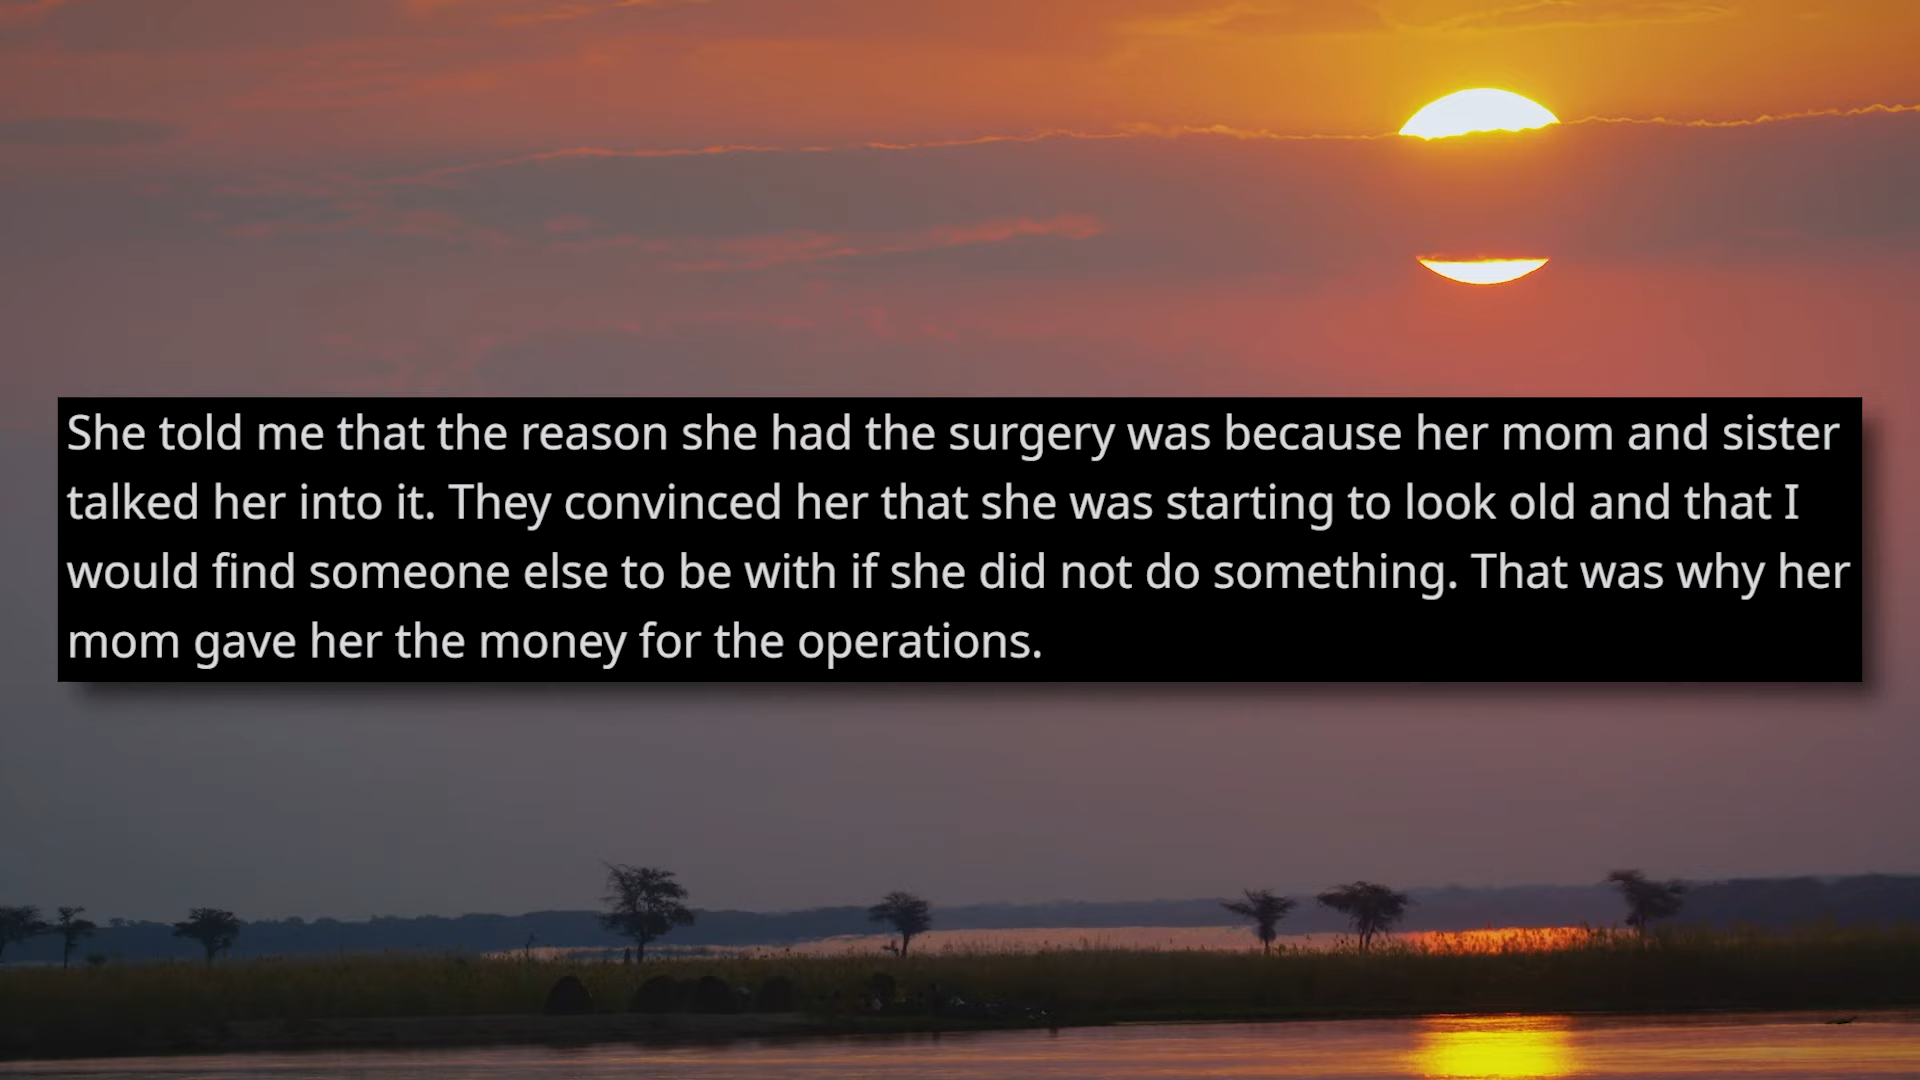 She told me that the reason she had the surgery was because her mom and sister
talked her into it. They convinced her that she was starting to look old and that I
would find someone else to be with if she did not do something. That was why her
mom gave her the money for the operations.